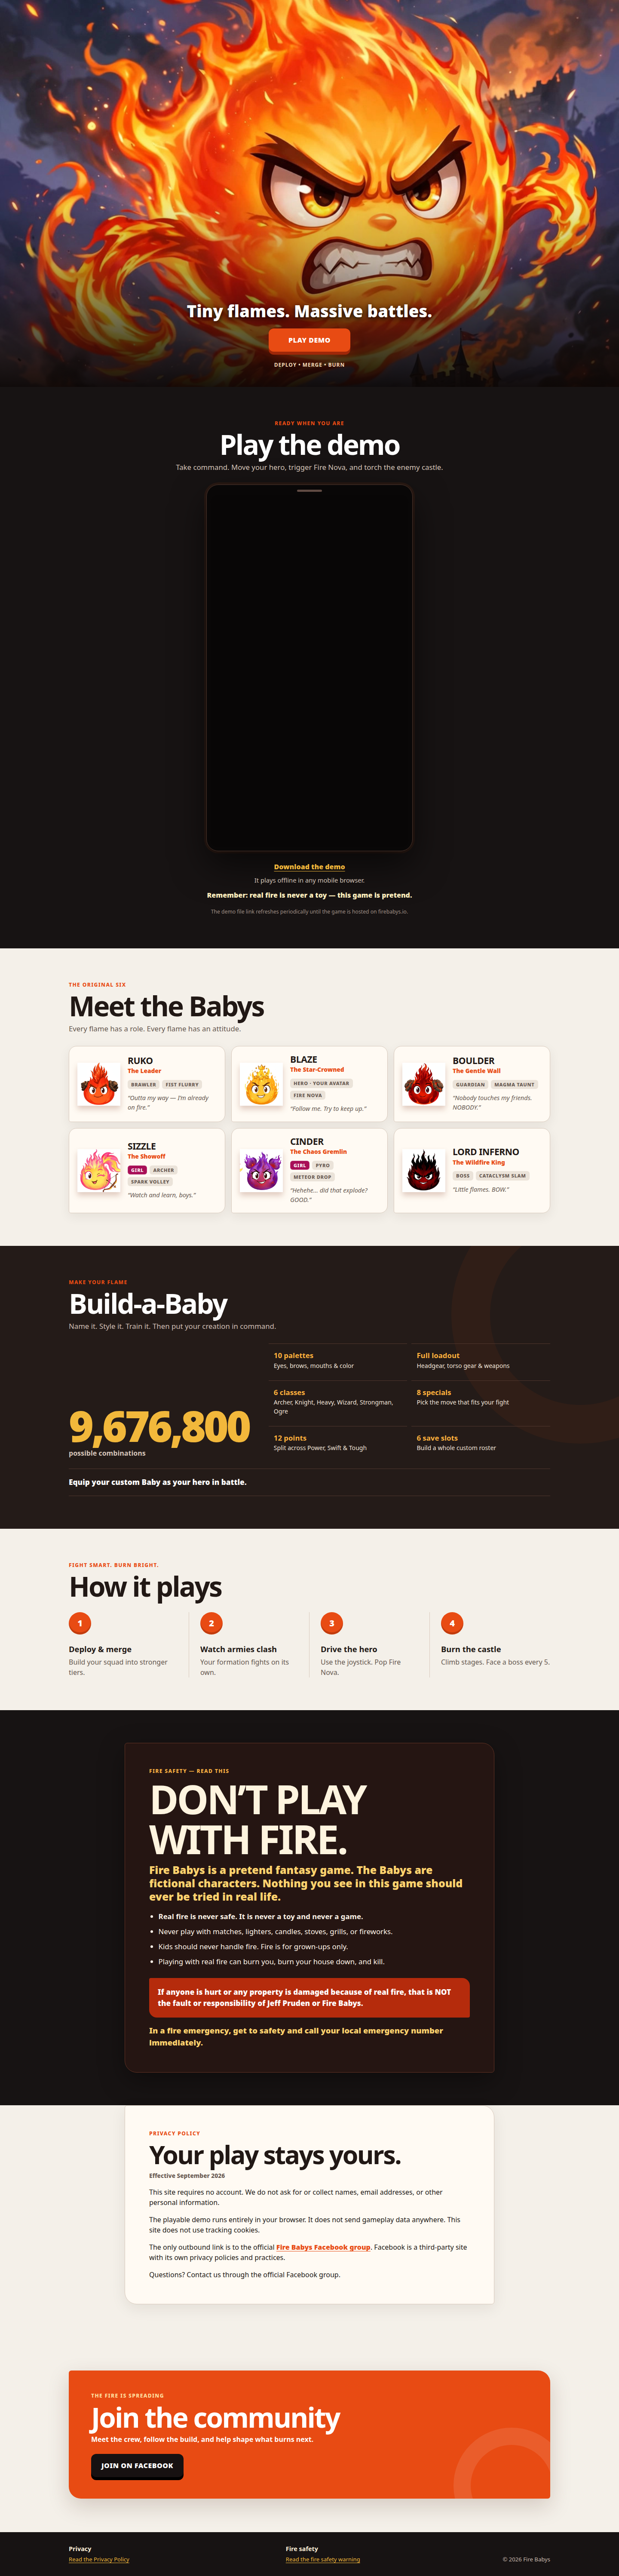 Tiny flames. Massive battles.
PLAY DEMO
DEPLOY • MERGE • BURN
READY WHEN YOU ARE
Play the demo
Take command. Move your hero, trigger Fire Nova, and torch the enemy castle.
Download the demo
It plays offline in any mobile browser.
Remember: real fire is never a toy — this game is pretend.
The demo file link refreshes periodically until the game is hosted on firebabys.io.
THE ORIGINAL SIX
Meet the Babys
Every flame has a role. Every flame has an attitude.
RUKO
The Leader
BRAWLER FIST FLURRY
“Outta my way — I’m already
on fire.”
BLAZE
The Star-Crowned
HERO · YOUR AVATAR
FIRE NOVA
“Follow me. Try to keep up.”
BOULDER
The Gentle Wall
GUARDIAN MAGMA TAUNT
“Nobody touches my friends.
NOBODY.”
SIZZLE
The Showoff
GIRL ARCHER
SPARK VOLLEY
“Watch and learn, boys.”
CINDER
The Chaos Gremlin
GIRL PYRO
METEOR DROP
“Hehehe… did that explode?
GOOD.”
LORD INFERNO
The Wildfire King
BOSS CATACLYSM SLAM
“Little flames. BOW.”
MAKE YOUR FLAME
Build-a-Baby
Name it. Style it. Train it. Then put your creation in command.
9,676,800
possible combinations
10 palettes
Eyes, brows, mouths & color
Full loadout
Headgear, torso gear & weapons
6 classes
Archer, Knight, Heavy, Wizard, Strongman,
Ogre
8 specials
Pick the move that fits your fight
12 points
Split across Power, Swift & Tough
6 save slots
Build a whole custom roster
Equip your custom Baby as your hero in battle.
FIGHT SMART. BURN BRIGHT.
How it plays
1
Deploy & merge
Build your squad into stronger
tiers.
2
Watch armies clash
Your formation fights on its
own.
3
Drive the hero
Use the joystick. Pop Fire
Nova.
4
Burn the castle
Climb stages. Face a boss every 5.
FIRE SAFETY — READ THIS
DON’T PLAY
WITH FIRE.
Fire Babys is a pretend fantasy game. The Babys are
fictional characters. Nothing you see in this game should
ever be tried in real life.
• Real fire is never safe. It is never a toy and never a game.
• Never play with matches, lighters, candles, stoves, grills, or fireworks.
• Kids should never handle fire. Fire is for grown-ups only.
• Playing with real fire can burn you, burn your house down, and kill.
If anyone is hurt or any property is damaged because of real fire, that is NOT
the fault or responsibility of Jeff Pruden or Fire Babys.
In a fire emergency, get to safety and call your local emergency number
immediately.
PRIVACY POLICY
Your play stays yours.
Effective September 2026
This site requires no account. We do not ask for or collect names, email addresses, or other
personal information.
The playable demo runs entirely in your browser. It does not send gameplay data anywhere. This
site does not use tracking cookies.
The only outbound link is to the official Fire Babys Facebook group. Facebook is a third-party site
with its own privacy policies and practices.
Questions? Contact us through the official Facebook group.
THE FIRE IS SPREADING
Join the community
Meet the crew, follow the build, and help shape what burns next.
JOIN ON FACEBOOK
Privacy
Read the Privacy Policy
Fire safety
Read the fire safety warning
© 2026 Fire Babys